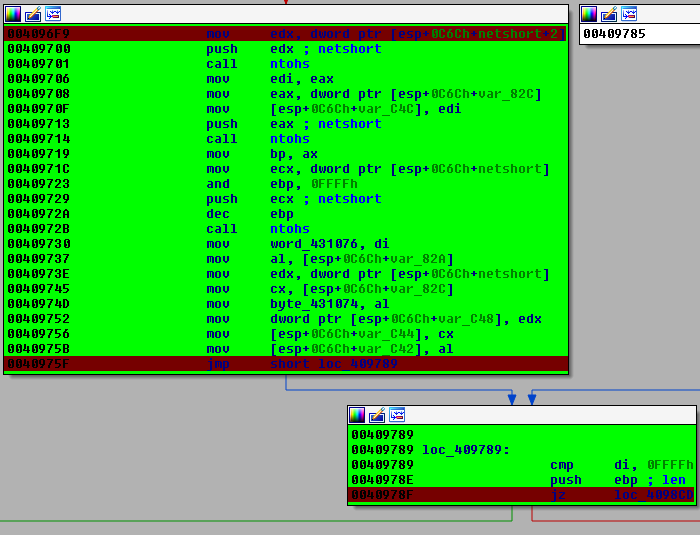 004096F9 mov edx, dword ptr [esp+0C6Ch+netshort+2]
00409700 push edx ; netshort
00409701 call ntohs
00409706 mov edi, eax
00409708 mov eax, dword ptr [esp+0C6Ch+var_82C]
0040970F mov [esp+0C6Ch+var_C4C], edi
00409713 push eax ; netshort
00409714 call ntohs
00409719 mov bp, ax
0040971C mov ecx, dword ptr [esp+0C6Ch+netshort]
00409723 and ebp, 0FFFFh
00409729 push ecx ; netshort
0040972A dec ebp
0040972B call ntohs
00409730 mov word_431076, di
00409737 mov al, [esp+0C6Ch+var_82A]
0040973E mov edx, dword ptr [esp+0C6Ch+netshort]
00409745 mov cx, [esp+0C6Ch+var_82C]
0040974D mov byte_431074, al
00409752 mov dword ptr [esp+0C6Ch+var_C48], edx
00409756 mov [esp+0C6Ch+var_C44], cx
0040975B mov [esp+0C6Ch+var_C42], al
0040975F jmp short loc_409789
00409785
00409789
00409789 loc_409789:
00409789 cmp di, 0FFFFh
0040978E push ebp ; len
0040978F jz loc_4098CD